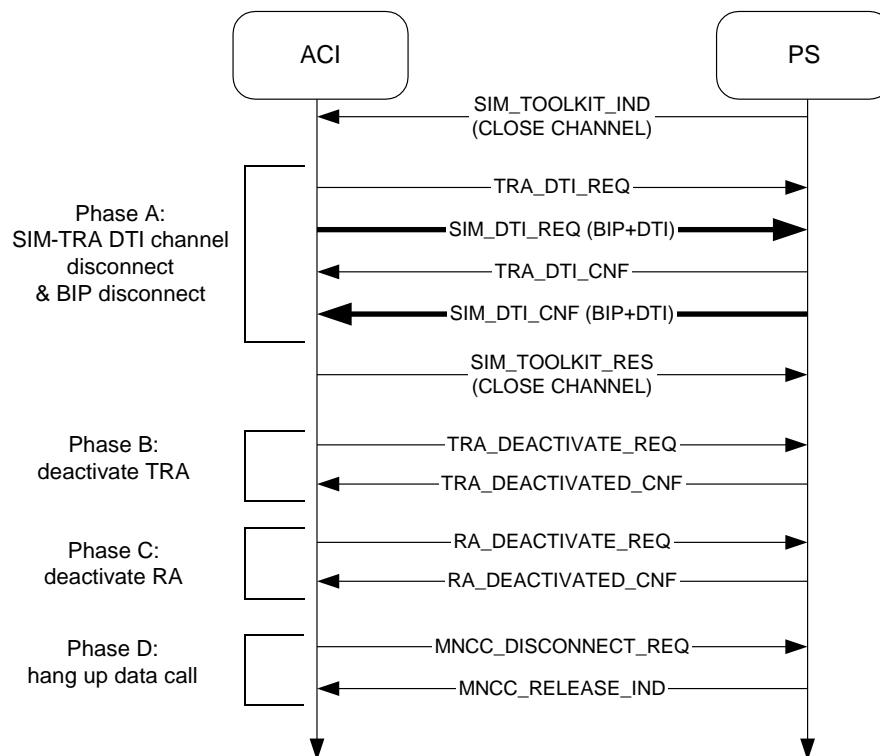 ACI
PS
SIM_TOOLKIT_IND
(CLOSE CHANNEL)
Phase A:
SIM-TRA DTI channel
disconnect
& BIP disconnect
TRA_DTI_REQ
SIM_DTI_REQ (BIP+DTI)
TRA_DTI_CNF
SIM_DTI_CNF (BIP+DTI)
SIM_TOOLKIT_RES
(CLOSE CHANNEL)
Phase B:
deactivate TRA
TRA_DEACTIVATE_REQ
TRA_DEACTIVATED_CNF
Phase C:
deactivate RA
RA_DEACTIVATE_REQ
RA_DEACTIVATED_CNF
Phase D:
hang up data call
MNCC_DISCONNECT_REQ
MNCC_RELEASE_IND